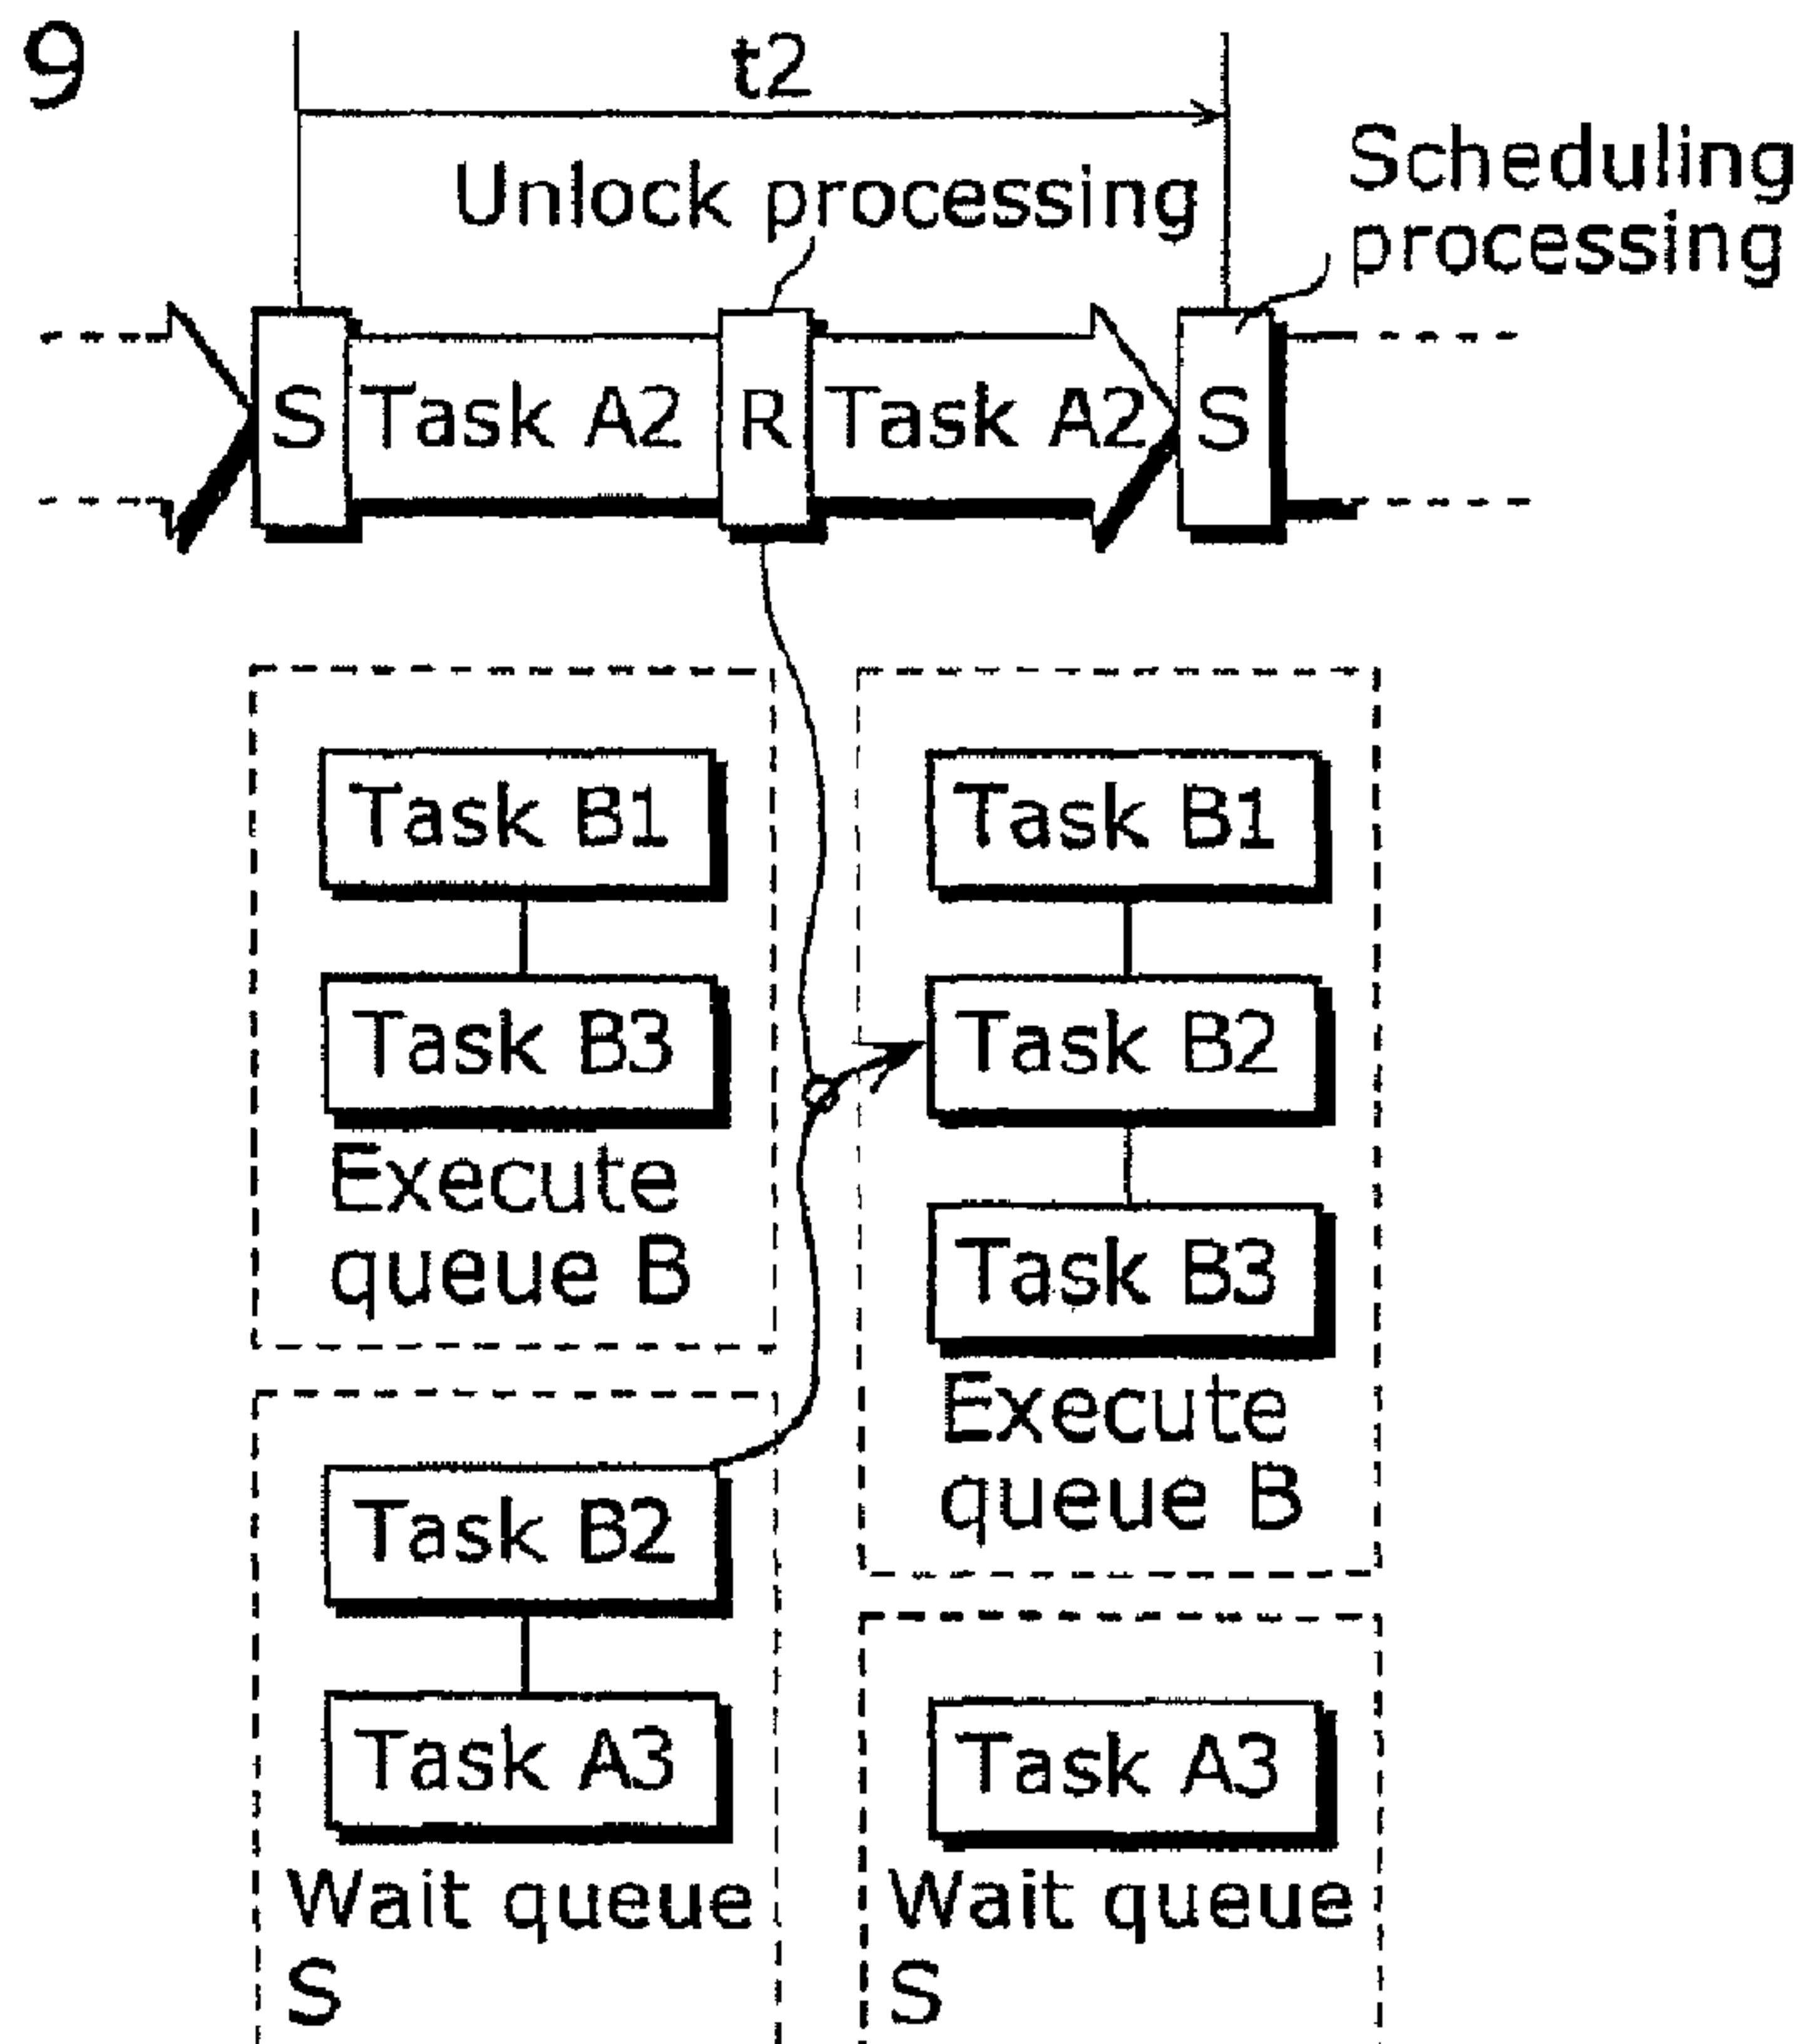 9
t2
Unlock processing
Scheduling
processing
S
Task A2
R
Task A2
S
Task B1
Task B3
Execute
queue B
Task B2
Task A3
Wait queue
S
Task B1
Task B2
Task B3
Execute
queue B
Task A3
Wait queue
S